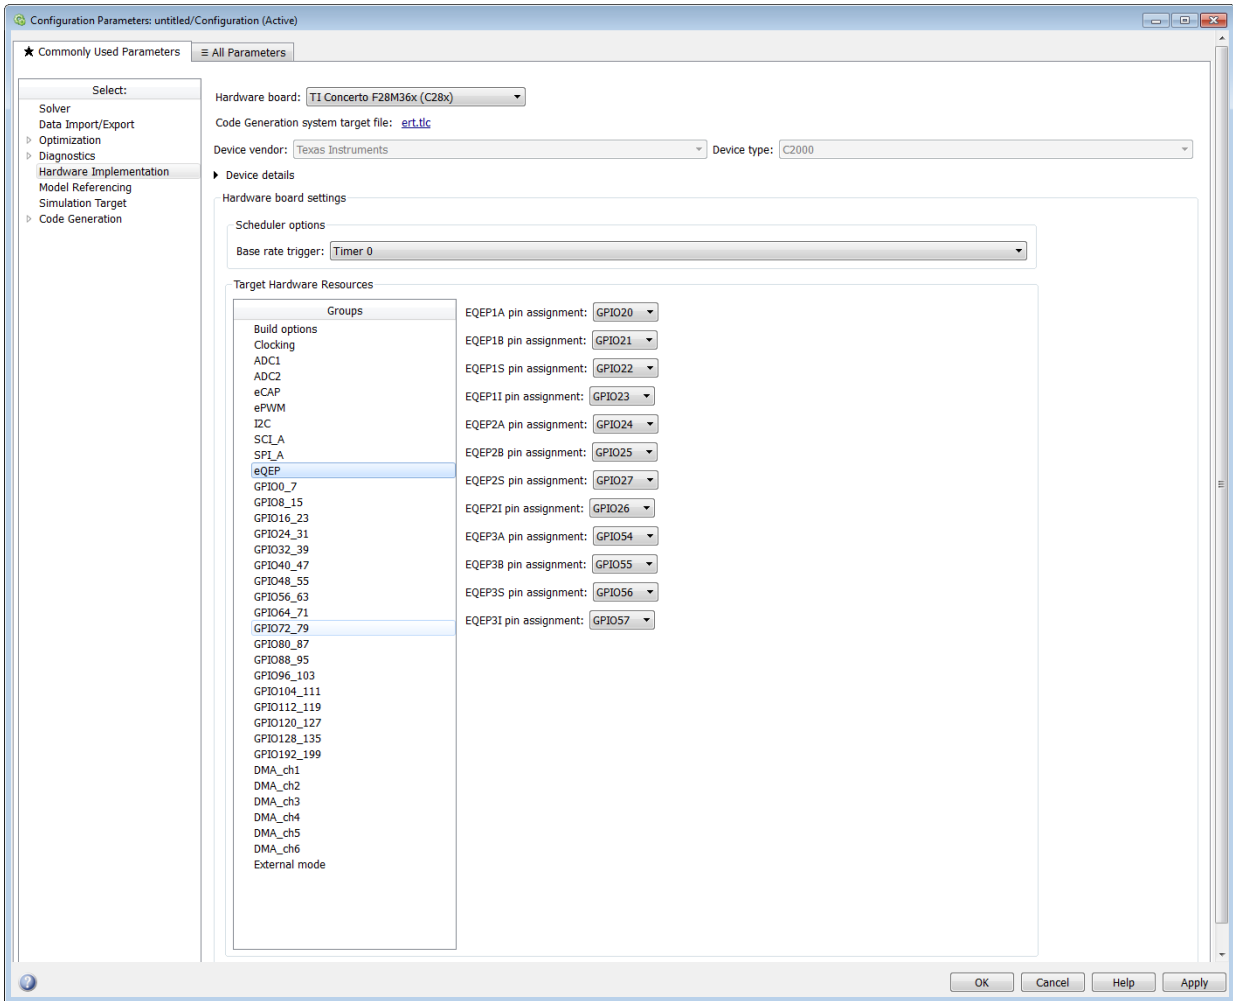 Configuration Parameters: untitled/Configuration (Active)
★ Commonly Used Parameters
≡ All Parameters
Select:
Solver
Data Import/Export
Optimization
Diagnostics
Hardware Implementation
Model Referencing
Simulation Target
Code Generation
Hardware board: TI Concerto F28M36x (C28x)
Code Generation system target file: ert.tlc
Device vendor: Texas Instruments Device type: C2000
Device details
Hardware board settings
Scheduler options
Base rate trigger: Timer 0
Target Hardware Resources
Groups
Build options
Clocking
ADC1
ADC2
eCAP
ePWM
I2C
SCI_A
SPI_A
eQEP
GPIO0_7
GPIO8_15
GPIO16_23
GPIO24_31
GPIO32_39
GPIO40_47
GPIO48_55
GPIO56_63
GPIO64_71
GPIO72_79
GPIO80_87
GPIO88_95
GPIO96_103
GPIO104_111
GPIO112_119
GPIO120_127
GPIO128_135
GPIO192_199
DMA_ch1
DMA_ch2
DMA_ch3
DMA_ch4
DMA_ch5
DMA_ch6
External mode
EQEP1A pin assignment: GPIO20
EQEP1B pin assignment: GPIO21
EQEP1S pin assignment: GPIO22
EQEP1I pin assignment: GPIO23
EQEP2A pin assignment: GPIO24
EQEP2B pin assignment: GPIO25
EQEP2S pin assignment: GPIO27
EQEP2I pin assignment: GPIO26
EQEP3A pin assignment: GPIO54
EQEP3B pin assignment: GPIO55
EQEP3S pin assignment: GPIO56
EQEP3I pin assignment: GPIO57
OK Cancel Help Apply